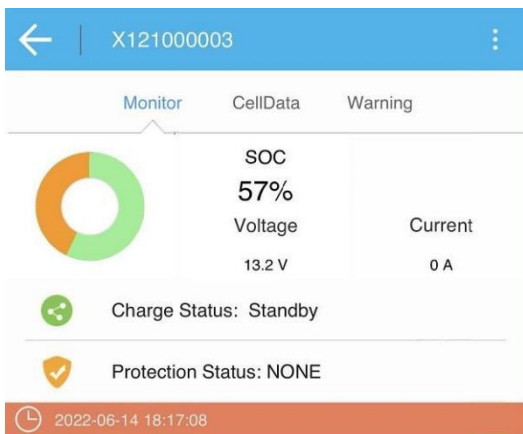 X121000003
Monitor CellData Warning
SOC
57%
Voltage Current
13.2 V 0 A
Charge Status: Standby
Protection Status: NONE
2022-06-14 18:17:08